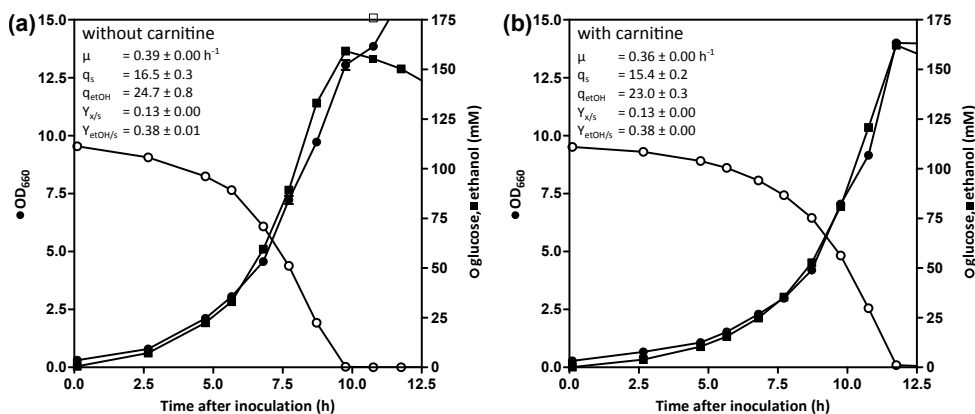 (a)
without carnitine
μ = 0.39 ± 0.00 h⁻¹
qₛ = 16.5 ± 0.3
q_etOH = 24.7 ± 0.8
Y_x/s = 0.13 ± 0.00
Y_etOH/s = 0.38 ± 0.01
15.0
12.5
10.0
7.5
5.0
2.5
0.0
●OD₆₆₀
175
150
125
100
75
50
25
0
○glucose,■ethanol (mM)
0.0 2.5 5.0 7.5 10.0 12.5
Time after inoculation (h)
(b)
with carnitine
μ = 0.36 ± 0.00 h⁻¹
qₛ = 15.4 ± 0.2
q_etOH = 23.0 ± 0.3
Y_x/s = 0.13 ± 0.00
Y_etOH/s = 0.38 ± 0.00
15.0
12.5
10.0
7.5
5.0
2.5
0.0
●OD₆₆₀
175
150
125
100
75
50
25
0
○glucose,■ethanol (mM)
0.0 2.5 5.0 7.5 10.0 12.5
Time after inoculation (h)